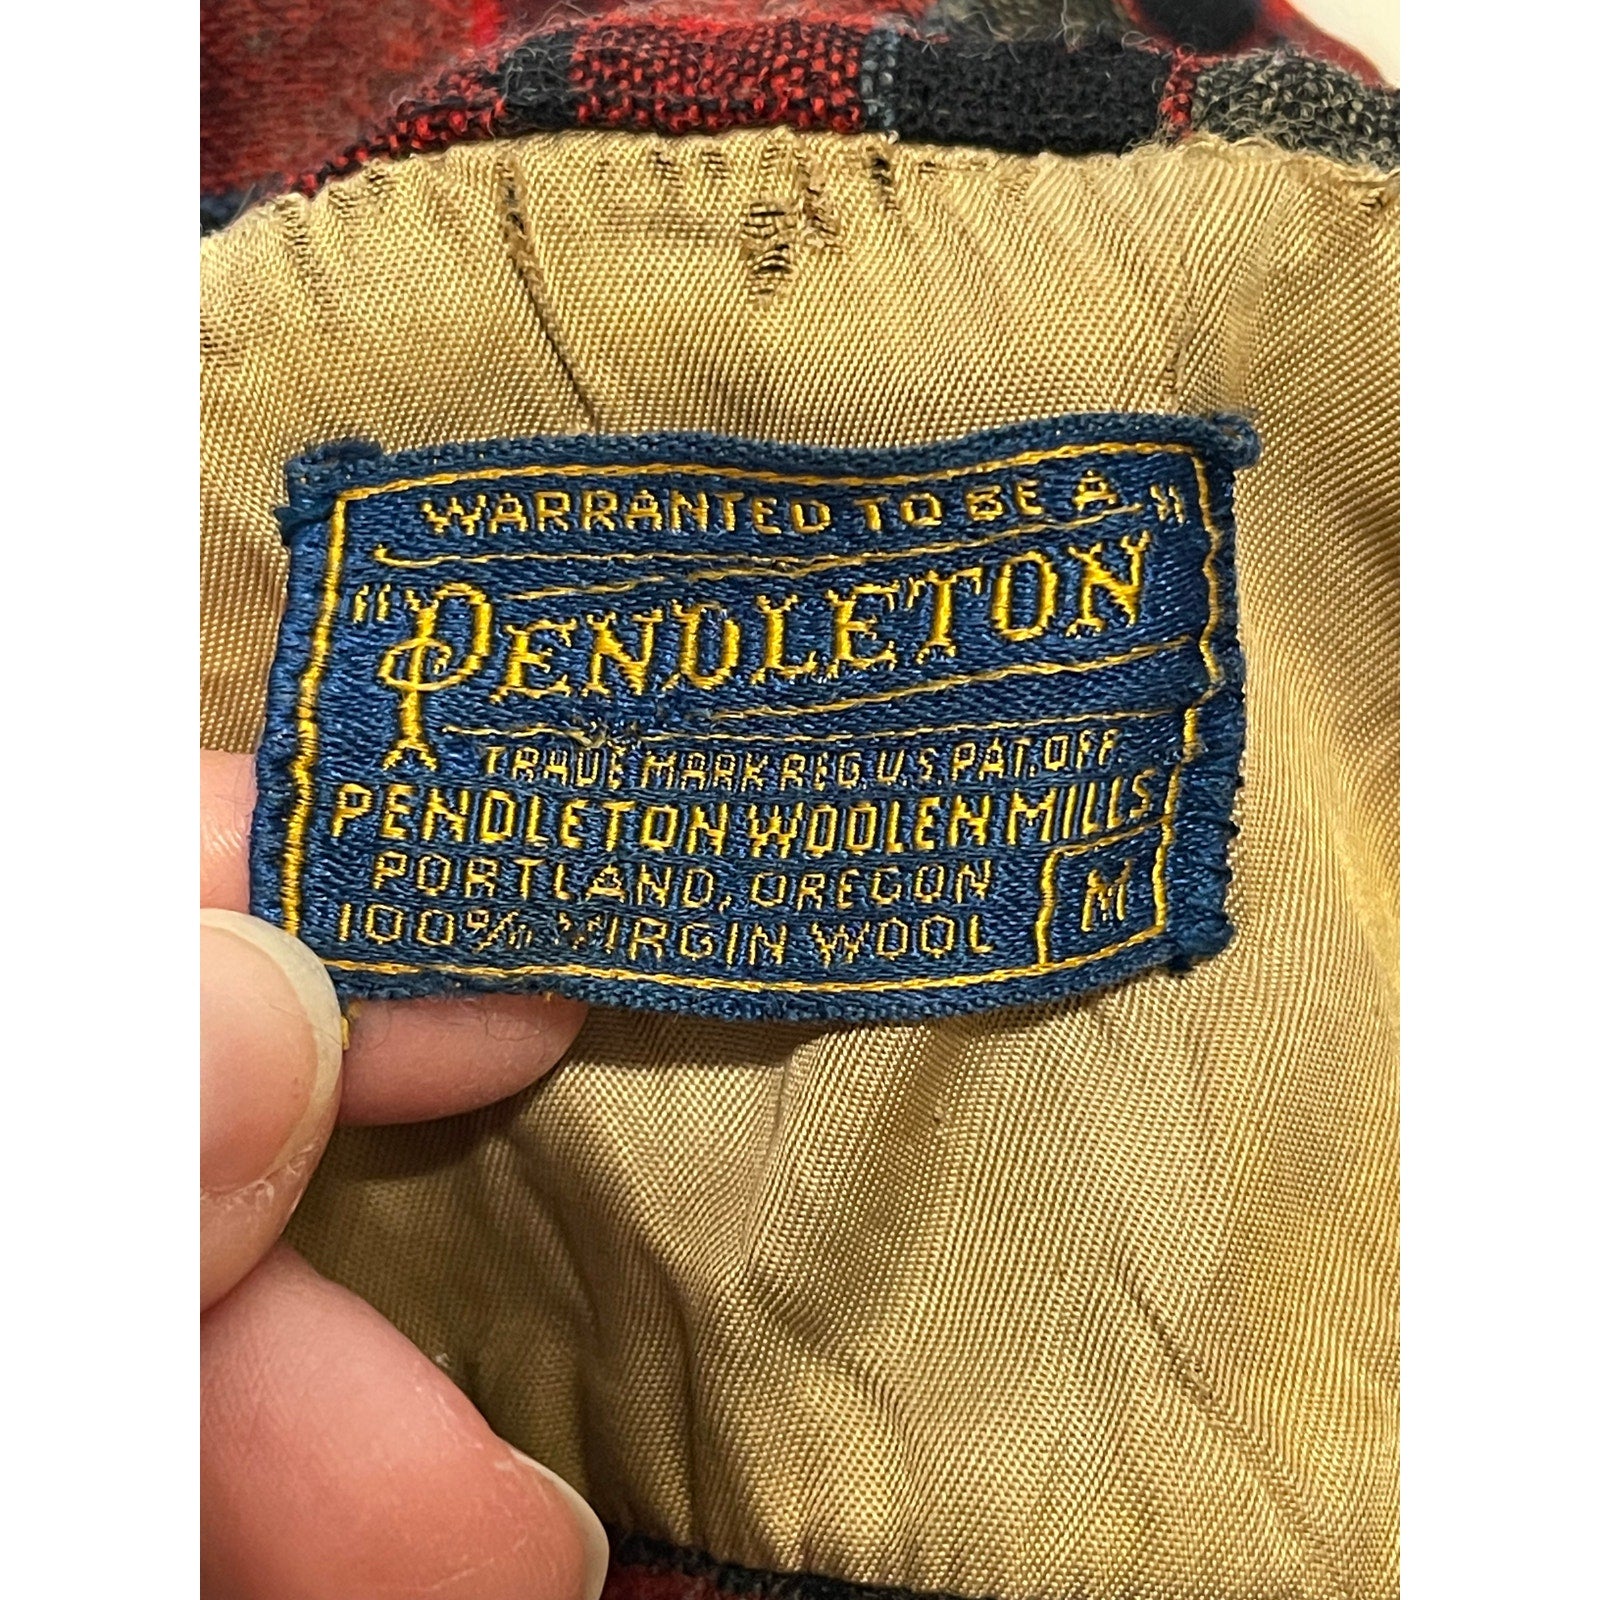 WARRANTED TO BE A
"PENDLETON"
TRADE MARK REG. U.S. PAT. OFF.
PENDLETON WOOLEN MILLS
PORTLAND, OREGON
100% VIRGIN WOOL
M